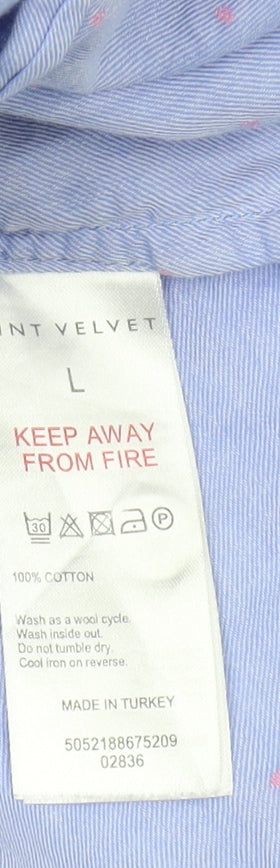 INT VELVET
L
KEEP AWAY
FROM FIRE
30 P
100% COTTON
Wash as a wool cycle.
Wash inside out.
Do not tumble dry.
Cool iron on reverse.
MADE IN TURKEY
5052188675209
02836